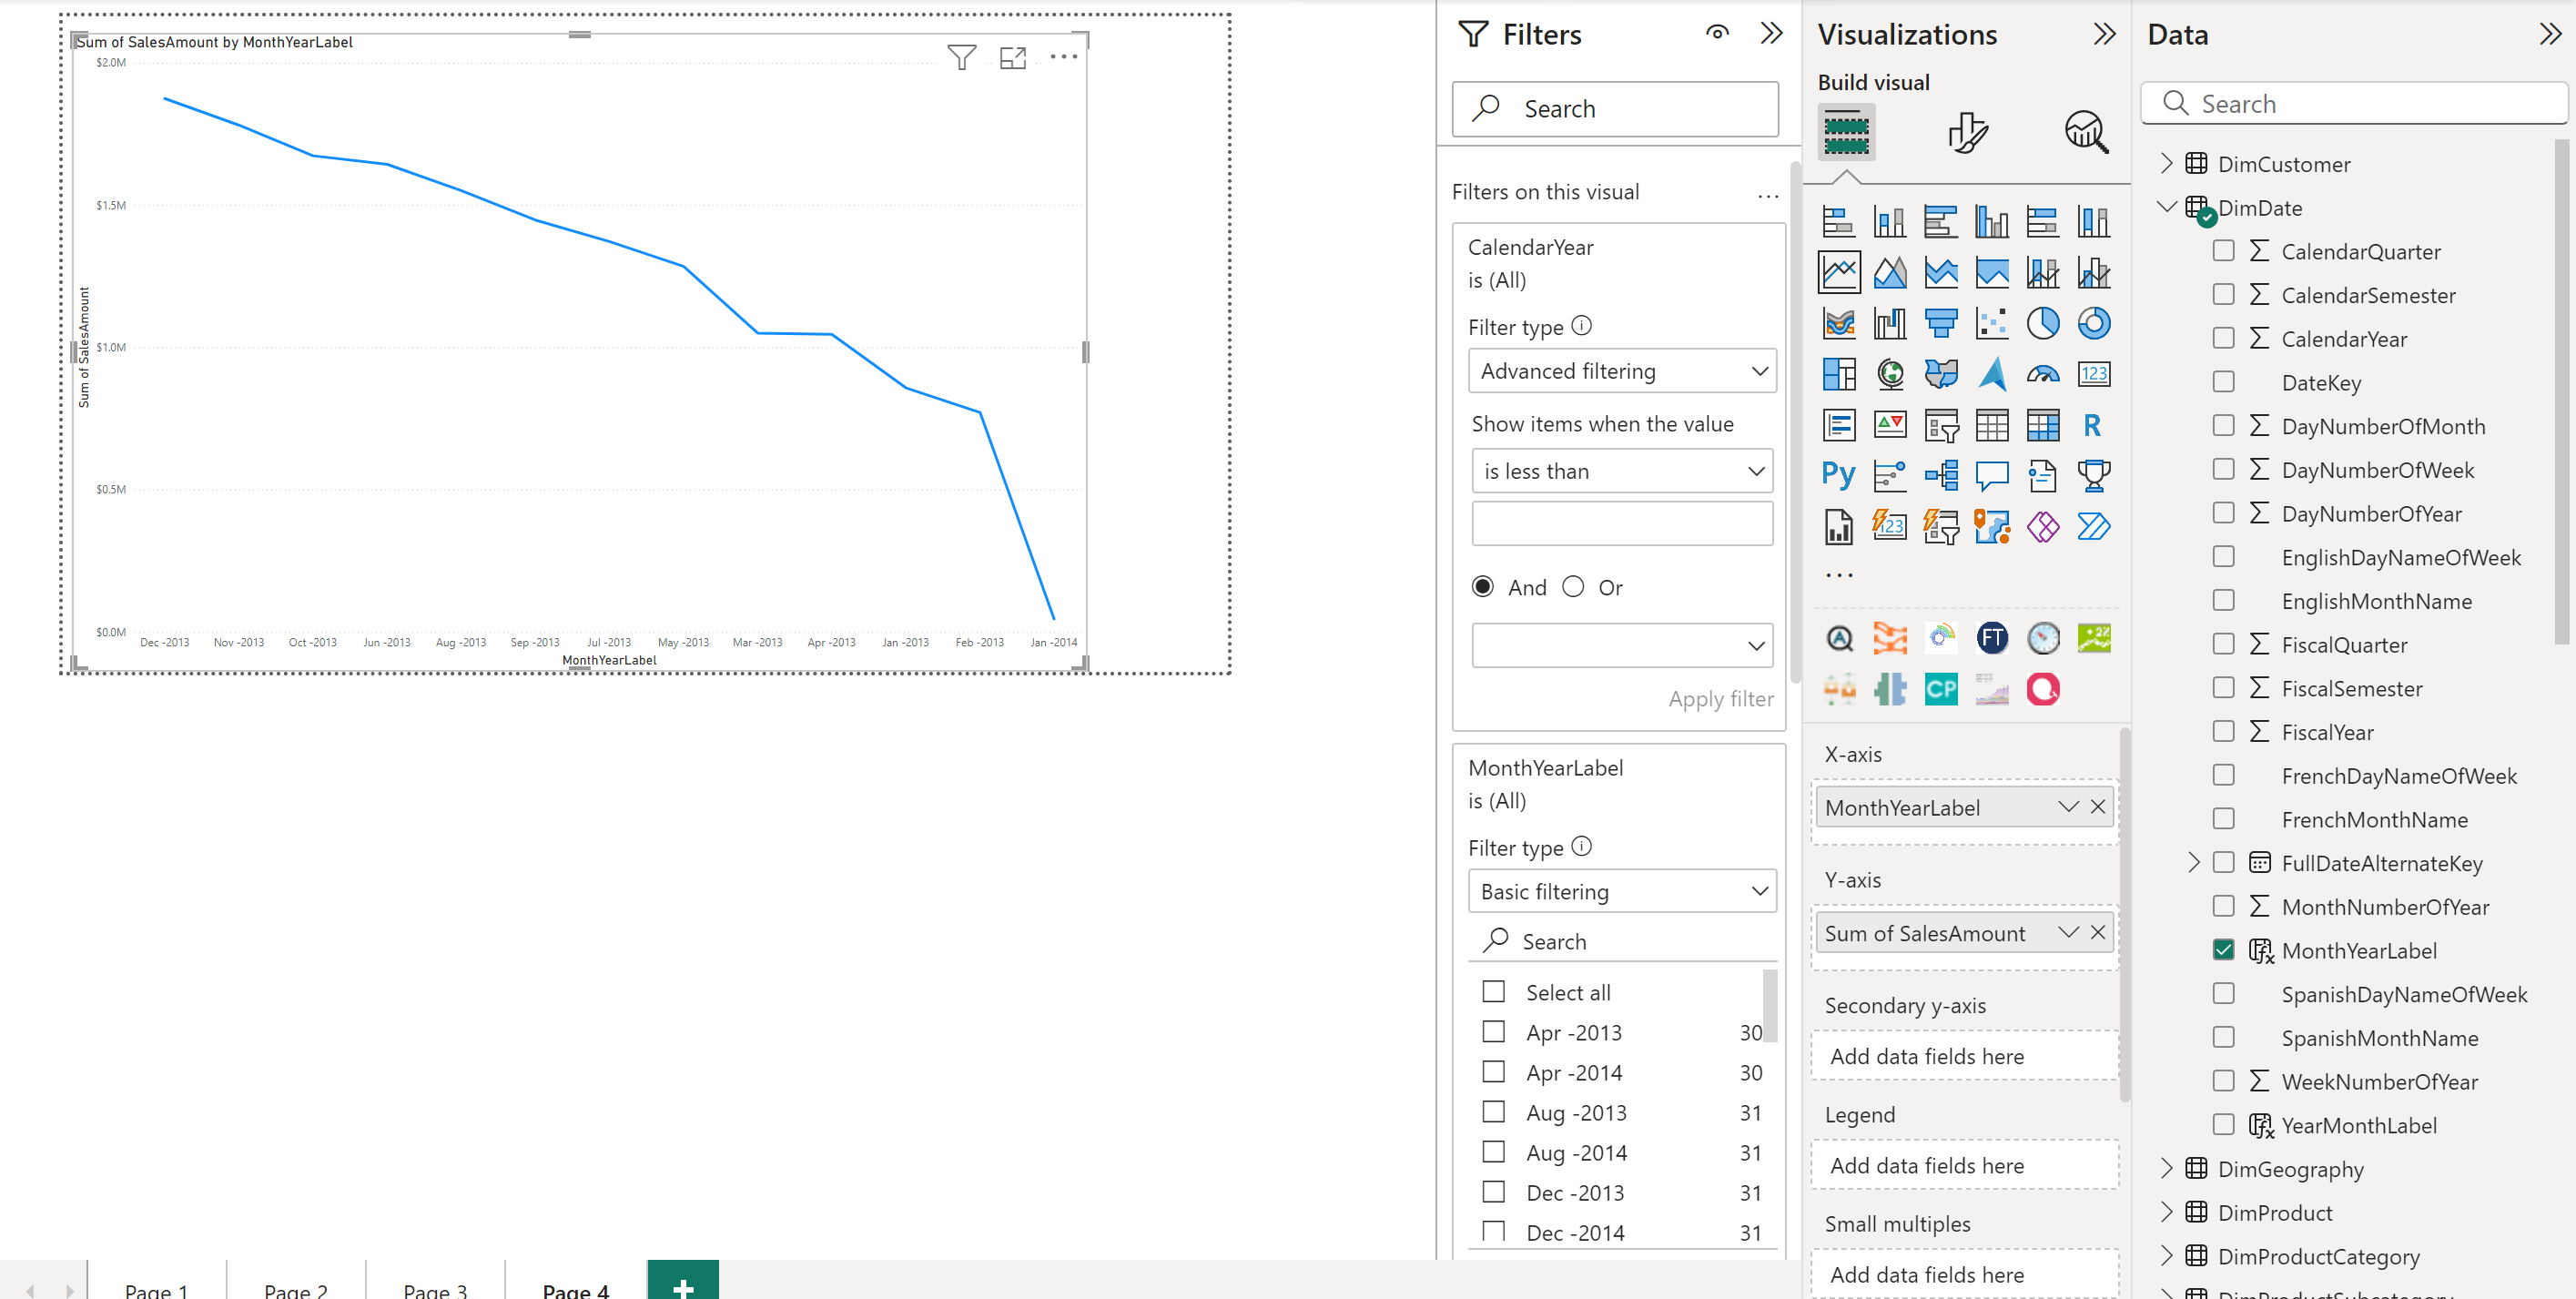 Sum of SalesAmount by MonthYearLabel
$2.0M
$1.5M
$1.0M
$0.5M
$0.0M
Sum of SalesAmount
Dec -2013 Nov -2013 Oct -2013 Jun -2013 Aug -2013 Sep -2013 Jul -2013 May -2013 Mar -2013 Apr -2013 Jan -2013 Feb -2013 Jan -2014
MonthYearLabel
Page 1 Page 2 Page 3 Page 4 +
Filters
Search
Filters on this visual ...
CalendarYear
is (All)
Filter type
Advanced filtering
Show items when the value
is less than
And Or
Apply filter
MonthYearLabel
is (All)
Filter type
Basic filtering
Search
Select all
Apr -2013 30
Apr -2014 30
Aug -2013 31
Aug -2014 31
Dec -2013 31
Dec -2014 31
Visualizations
Build visual
123
R
Py
123
...
FT
+2%
CP
X-axis
MonthYearLabel
Y-axis
Sum of SalesAmount
Secondary y-axis
Add data fields here
Legend
Add data fields here
Small multiples
Add data fields here
Data
Search
DimCustomer
DimDate
CalendarQuarter
CalendarSemester
CalendarYear
DateKey
DayNumberOfMonth
DayNumberOfWeek
DayNumberOfYear
EnglishDayNameOfWeek
EnglishMonthName
FiscalQuarter
FiscalSemester
FiscalYear
FrenchDayNameOfWeek
FrenchMonthName
FullDateAlternateKey
MonthNumberOfYear
MonthYearLabel
SpanishDayNameOfWeek
SpanishMonthName
WeekNumberOfYear
YearMonthLabel
DimGeography
DimProduct
DimProductCategory
DimProductSubcategory